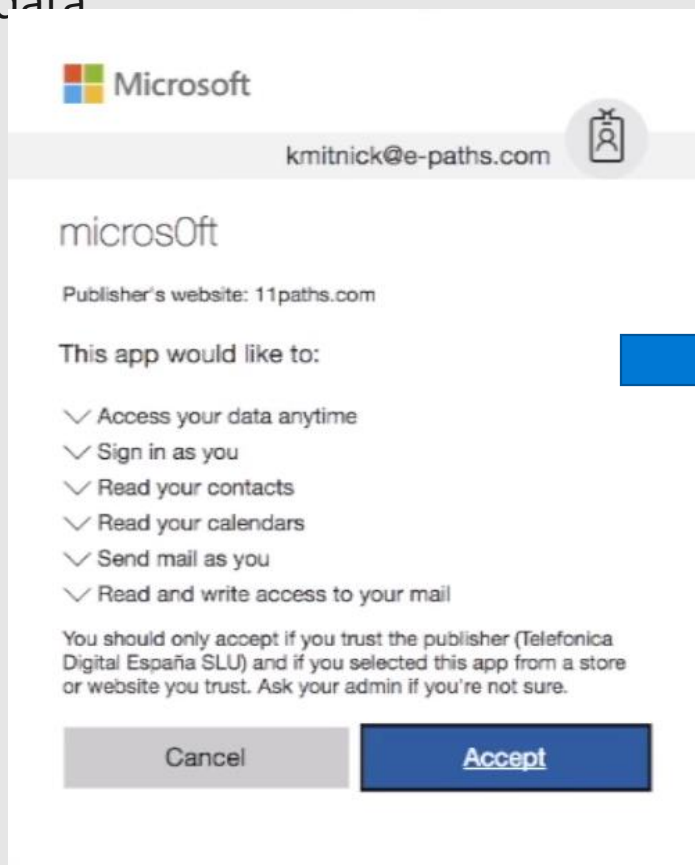 Microsoft
kmitnick@e-paths.com
micros0ft
Publisher's website: 11paths.com
This app would like to:
Access your data anytime
Sign in as you
Read your contacts
Read your calendars
Send mail as you
Read and write access to your mail
You should only accept if you trust the publisher (Telefonica
Digital España SLU) and if you selected this app from a store
or website you trust. Ask your admin if you're not sure.
Cancel
Accept